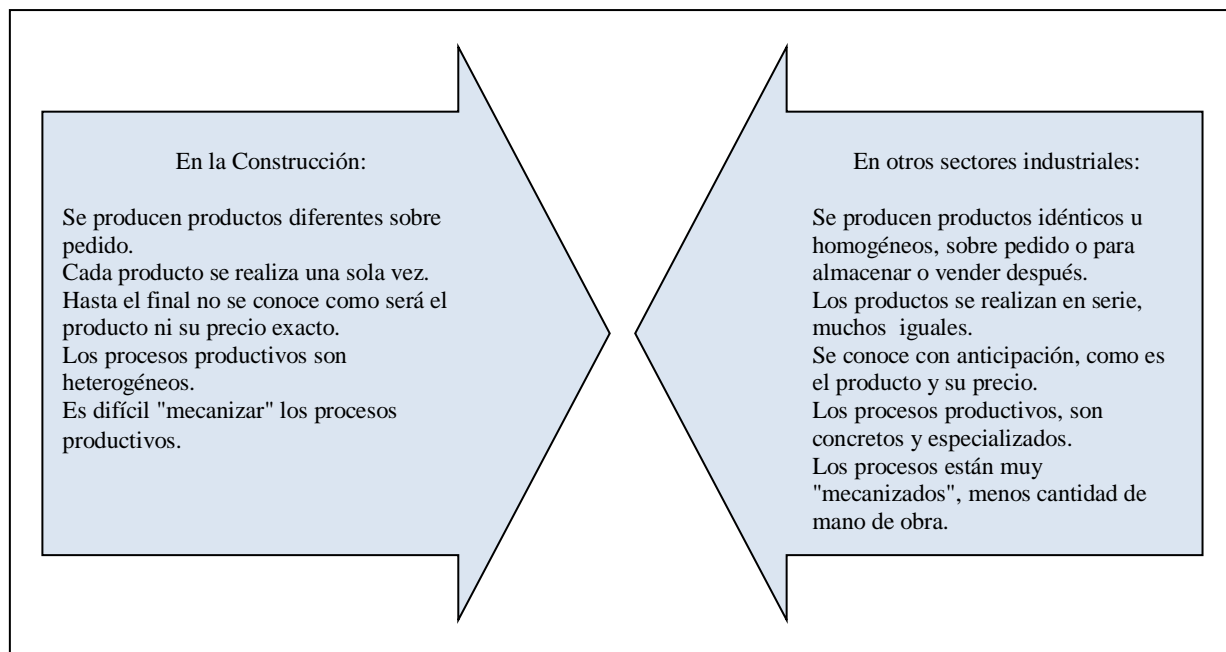 En la Construcción:
Se producen productos diferentes sobre
pedido.
Cada producto se realiza una sola vez.
Hasta el final no se conoce como será el
producto ni su precio exacto.
Los procesos productivos son
heterogéneos.
Es difícil "mecanizar" los procesos
productivos.
En otros sectores industriales:
Se producen productos idénticos u
homogéneos, sobre pedido o para
almacenar o vender después.
Los productos se realizan en serie,
muchos iguales.
Se conoce con anticipación, como es
el producto y su precio.
Los procesos productivos, son
concretos y especializados.
Los procesos están muy
"mecanizados", menos cantidad de
mano de obra.